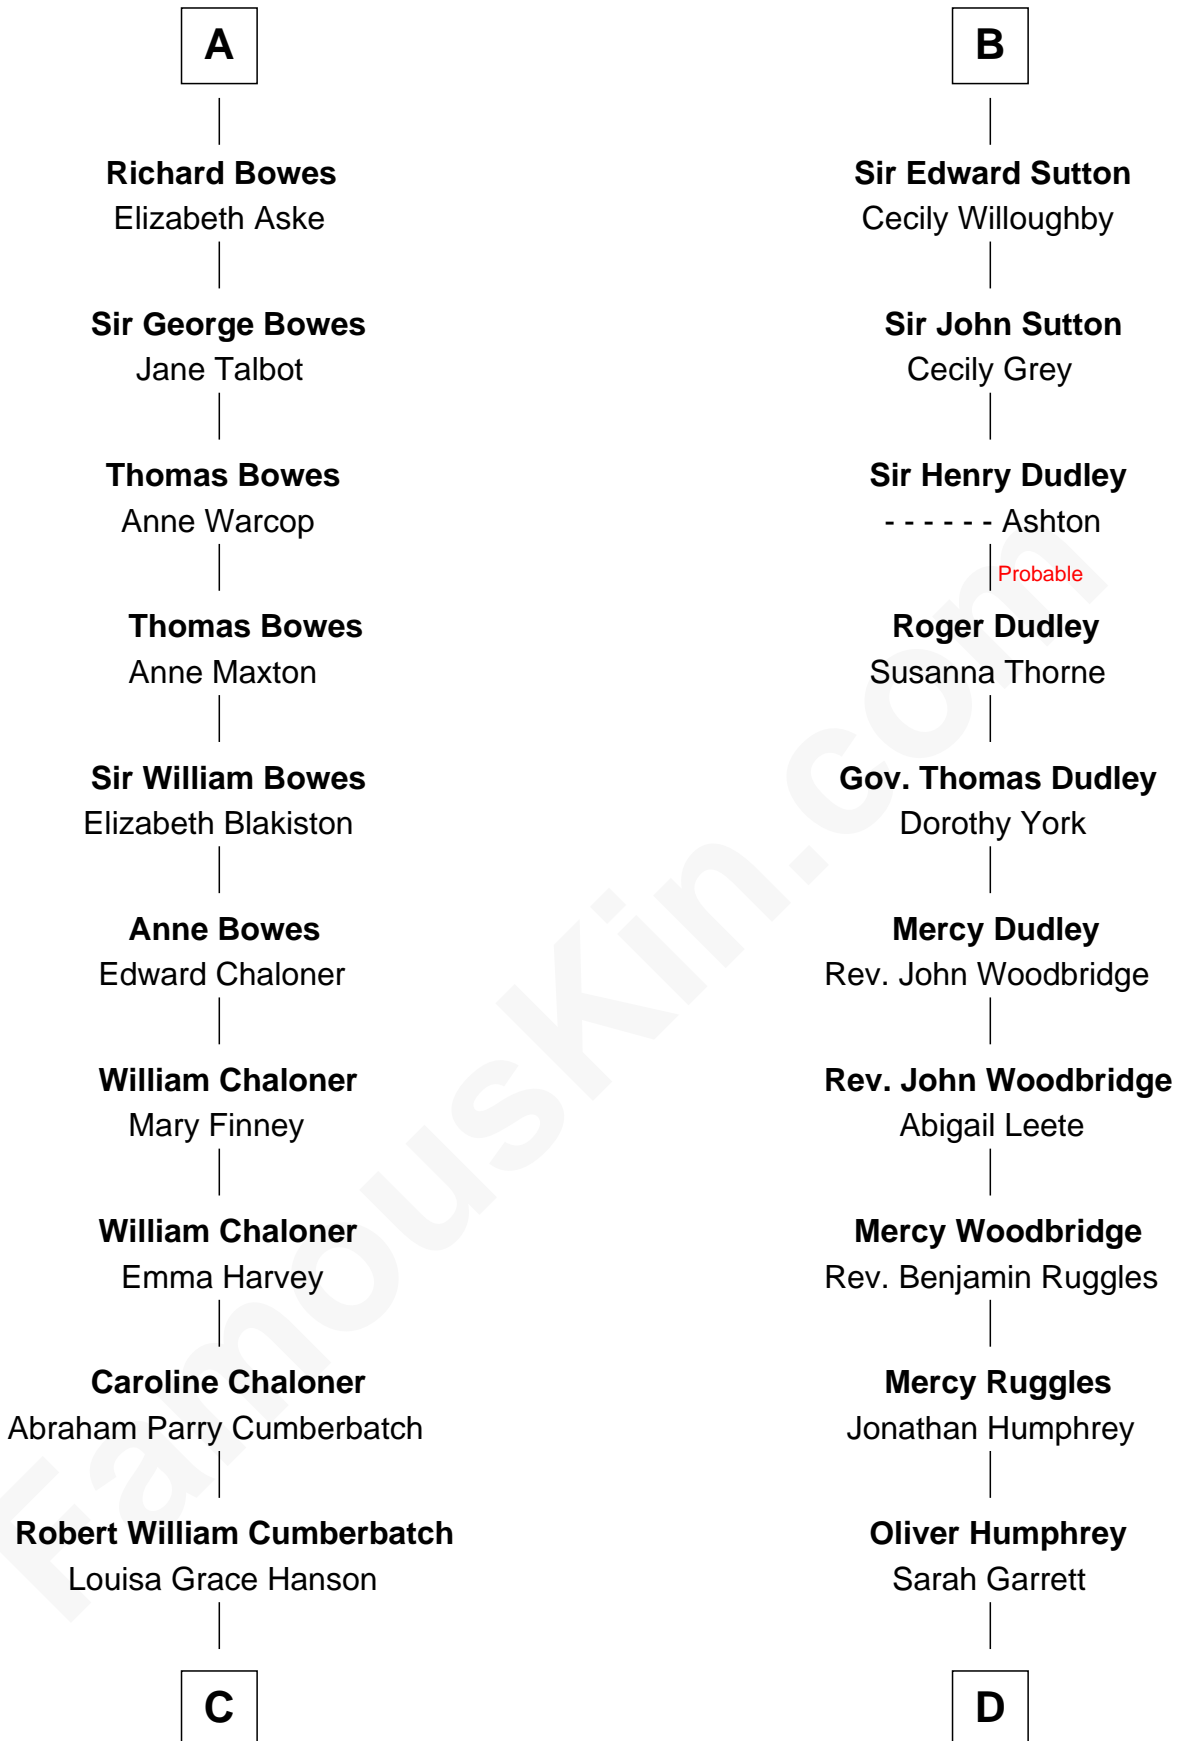 A
Richard Bowes
Elizabeth Aske
Sir George Bowes
Jane Talbot
Thomas Bowes
Anne Warcop
Thomas Bowes
Anne Maxton
Sir William Bowes
Elizabeth Blakiston
Anne Bowes
Edward Chaloner
William Chaloner
Mary Finney
William Chaloner
Emma Harvey
Caroline Chaloner
Abraham Parry Cumberbatch
Robert William Cumberbatch
Louisa Grace Hanson
C
B
Sir Edward Sutton
Cecily Willoughby
Sir John Sutton
Cecily Grey
Sir Henry Dudley
- - - - - - Ashton
Probable
Roger Dudley
Susanna Thorne
Gov. Thomas Dudley
Dorothy York
Mercy Dudley
Rev. John Woodbridge
Rev. John Woodbridge
Abigail Leete
Mercy Woodbridge
Rev. Benjamin Ruggles
Mercy Ruggles
Jonathan Humphrey
Oliver Humphrey
Sarah Garrett
D
FamousKin.com